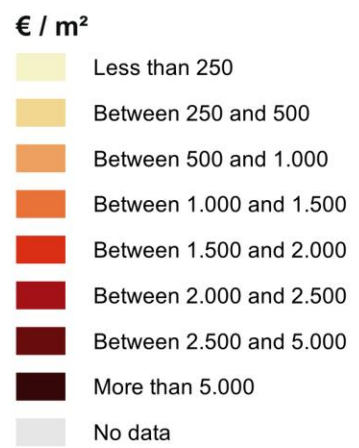 € / m²
Less than 250
Between 250 and 500
Between 500 and 1.000
Between 1.000 and 1.500
Between 1.500 and 2.000
Between 2.000 and 2.500
Between 2.500 and 5.000
More than 5.000
No data